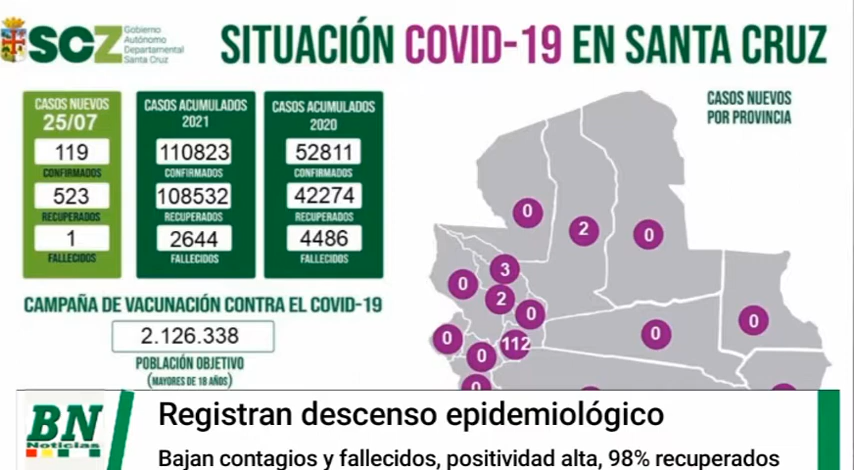 SCZ
Gobierno
Autónomo
Departamental
Santa Cruz
SITUACIÓN COVID-19 EN SANTA CRUZ
CASOS NUEVOS
25/07
119
CONFIRMADOS
523
RECUPERADOS
1
FALLECIDOS
CASOS ACUMULADOS
2021
110823
CONFIRMADOS
108532
RECUPERADOS
2644
FALLECIDOS
CASOS ACUMULADOS
2020
52811
CONFIRMADOS
42274
RECUPERADOS
4486
FALLECIDOS
CASOS NUEVOS
POR PROVINCIA
0
2
0
3
0
2
0
0
0
0
112
0
0
CAMPAÑA DE VACUNACIÓN CONTRA EL COVID-19
2.126.338
POBLACIÓN OBJETIVO
(MAYORES DE 18 AÑOS)
BN
Noticias
Registran descenso epidemiológico
Bajan contagios y fallecidos, positividad alta, 98% recuperados